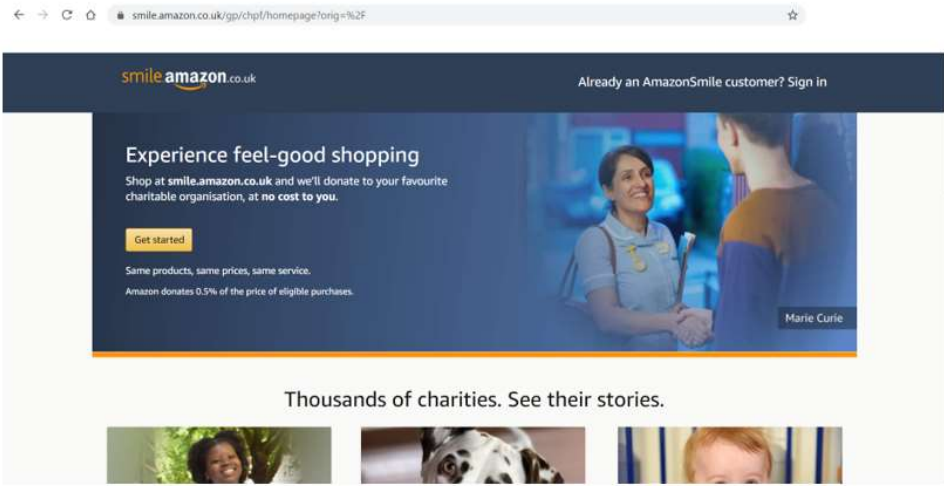 smile.amazon.co.uk/gp/chpf/homepage?orig=%2F
smile.amazon.co.uk
Already an AmazonSmile customer? Sign in
Experience feel-good shopping
Shop at smile.amazon.co.uk and we'll donate to your favourite
charitable organisation, at no cost to you.
Get started
Same products, same prices, same service.
Amazon donates 0.5% of the price of eligible purchases.
Marie Curie
Thousands of charities. See their stories.